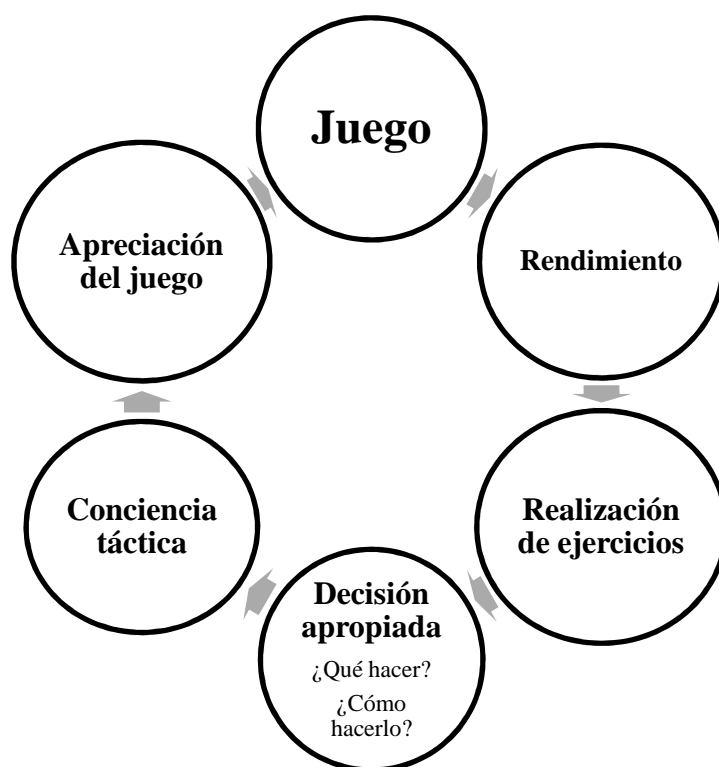 Juego
Rendimiento
Realización
de ejercicios
Decisión
apropiada
¿Qué hacer?
¿Cómo
hacerlo?
Conciencia
táctica
Apreciación
del juego